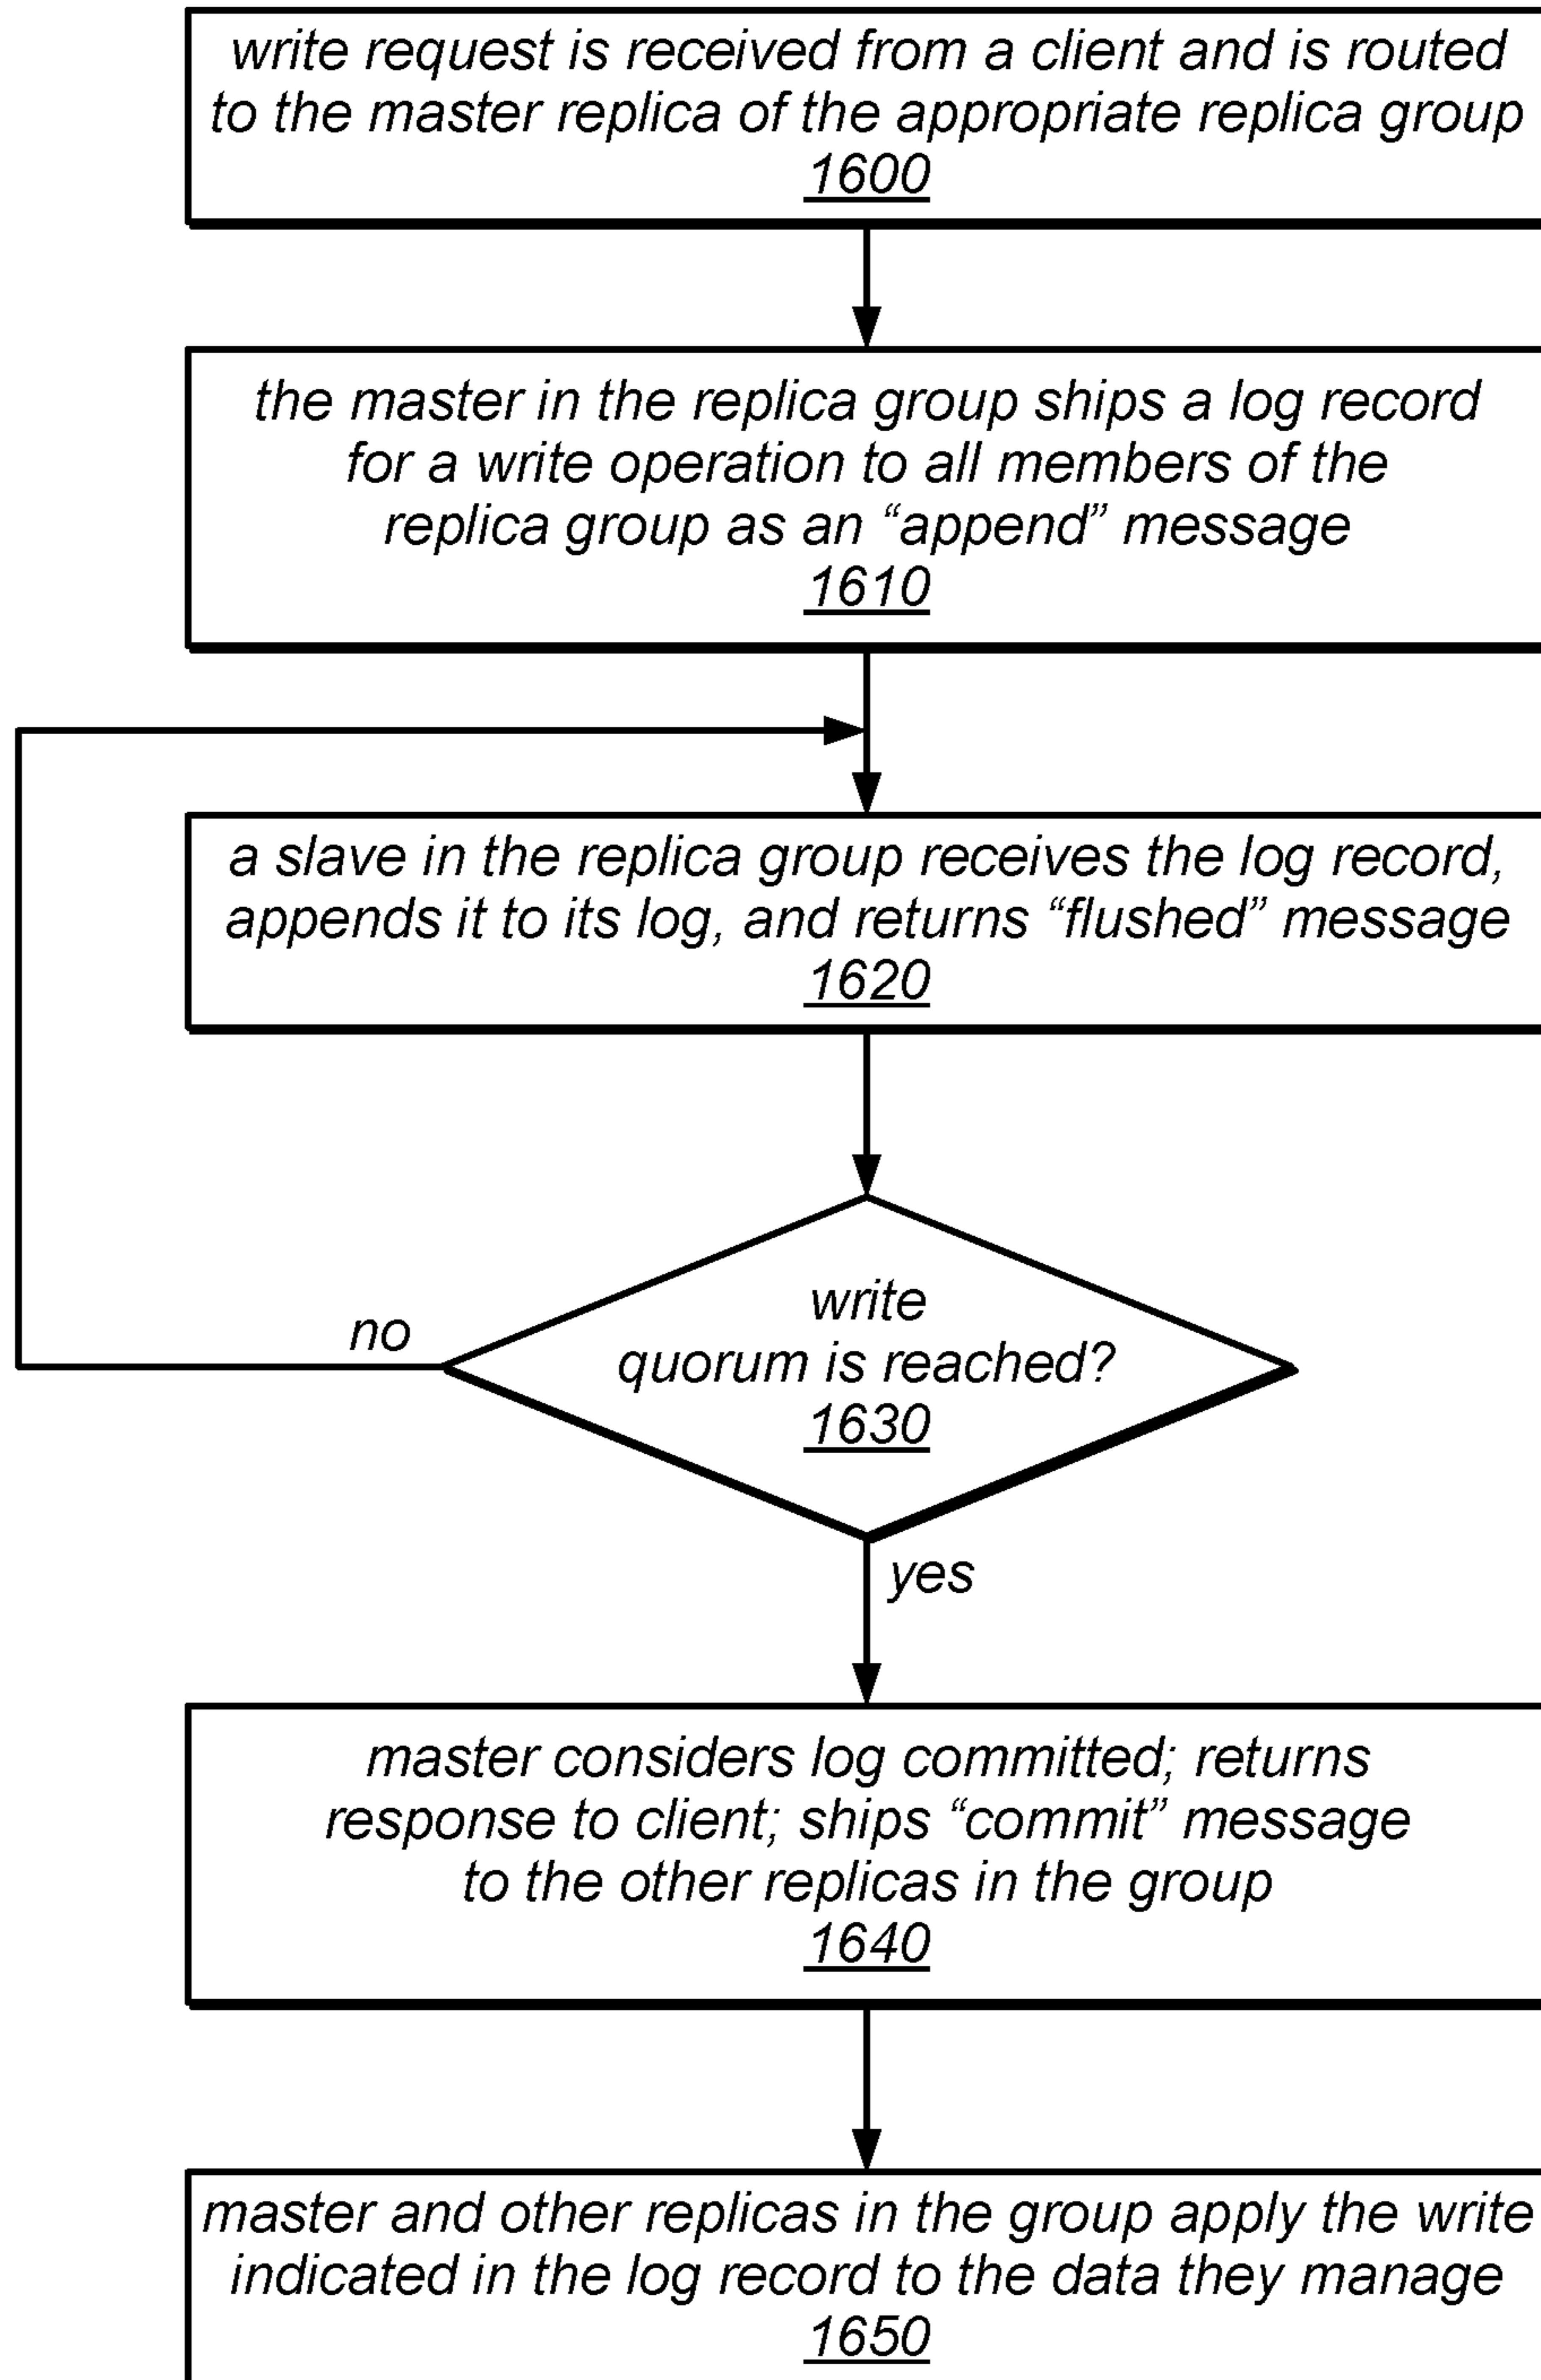 write request is received from a client and is routed
to the master replica of the appropriate replica group
1600
the master in the replica group ships a log record
for a write operation to all members of the
replica group as an “append” message
1610
a slave in the replica group receives the log record,
appends it to its log, and returns “flushed” message
1620
write
quorum is reached?
1630
no
yes
master considers log committed; returns
response to client; ships “commit” message
to the other replicas in the group
1640
master and other replicas in the group apply the write
indicated in the log record to the data they manage
1650